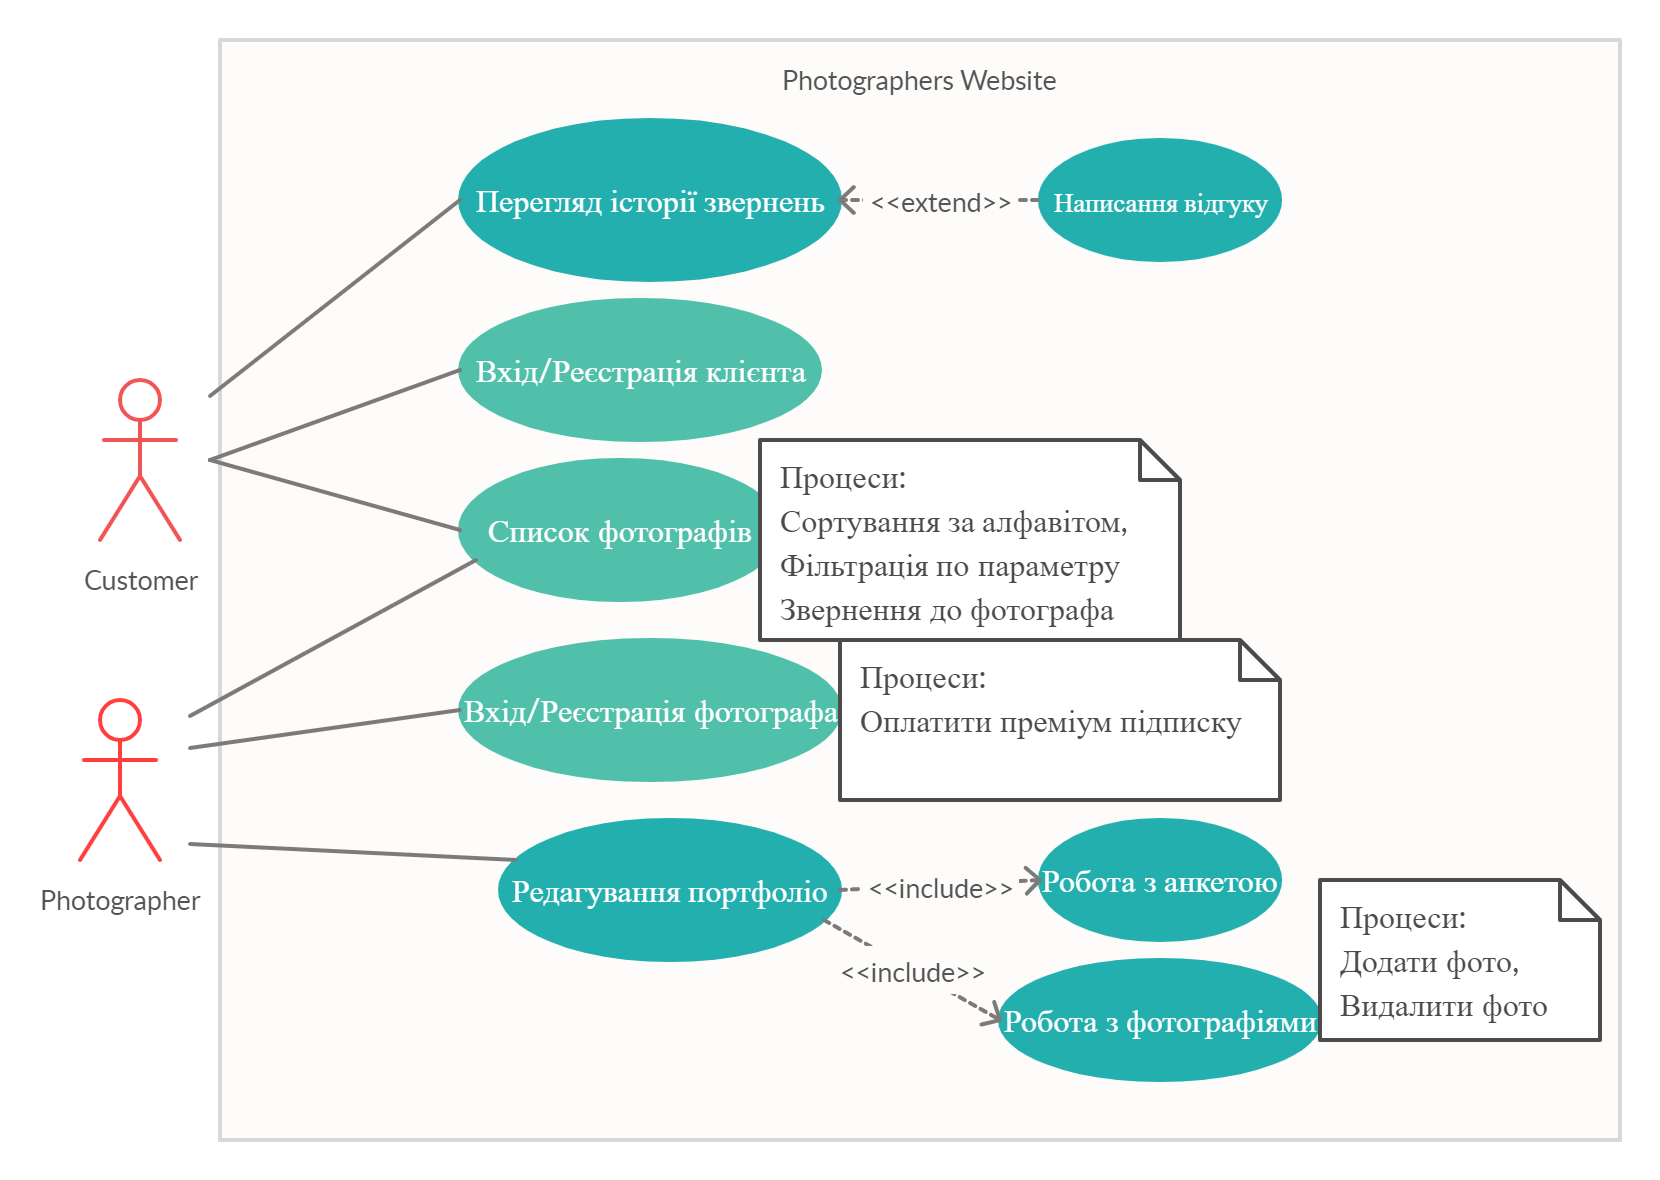 Photographers Website
Перегляд історії звернень
<<extend>>
Написання відгуку
Вхід/Реєстрація клієнта
Customer
Список фотографів
Процеси:
Сортування за алфавітом,
Фільтрація по параметру
Звернення до фотографа
Вхід/Реєстрація фотографа
Процеси:
Оплатити преміум підписку
Photographer
Редагування портфоліо
<<include>>
Робота з анкетою
<<include>>
Робота з фотографіями
Процеси:
Додати фото,
Видалити фото